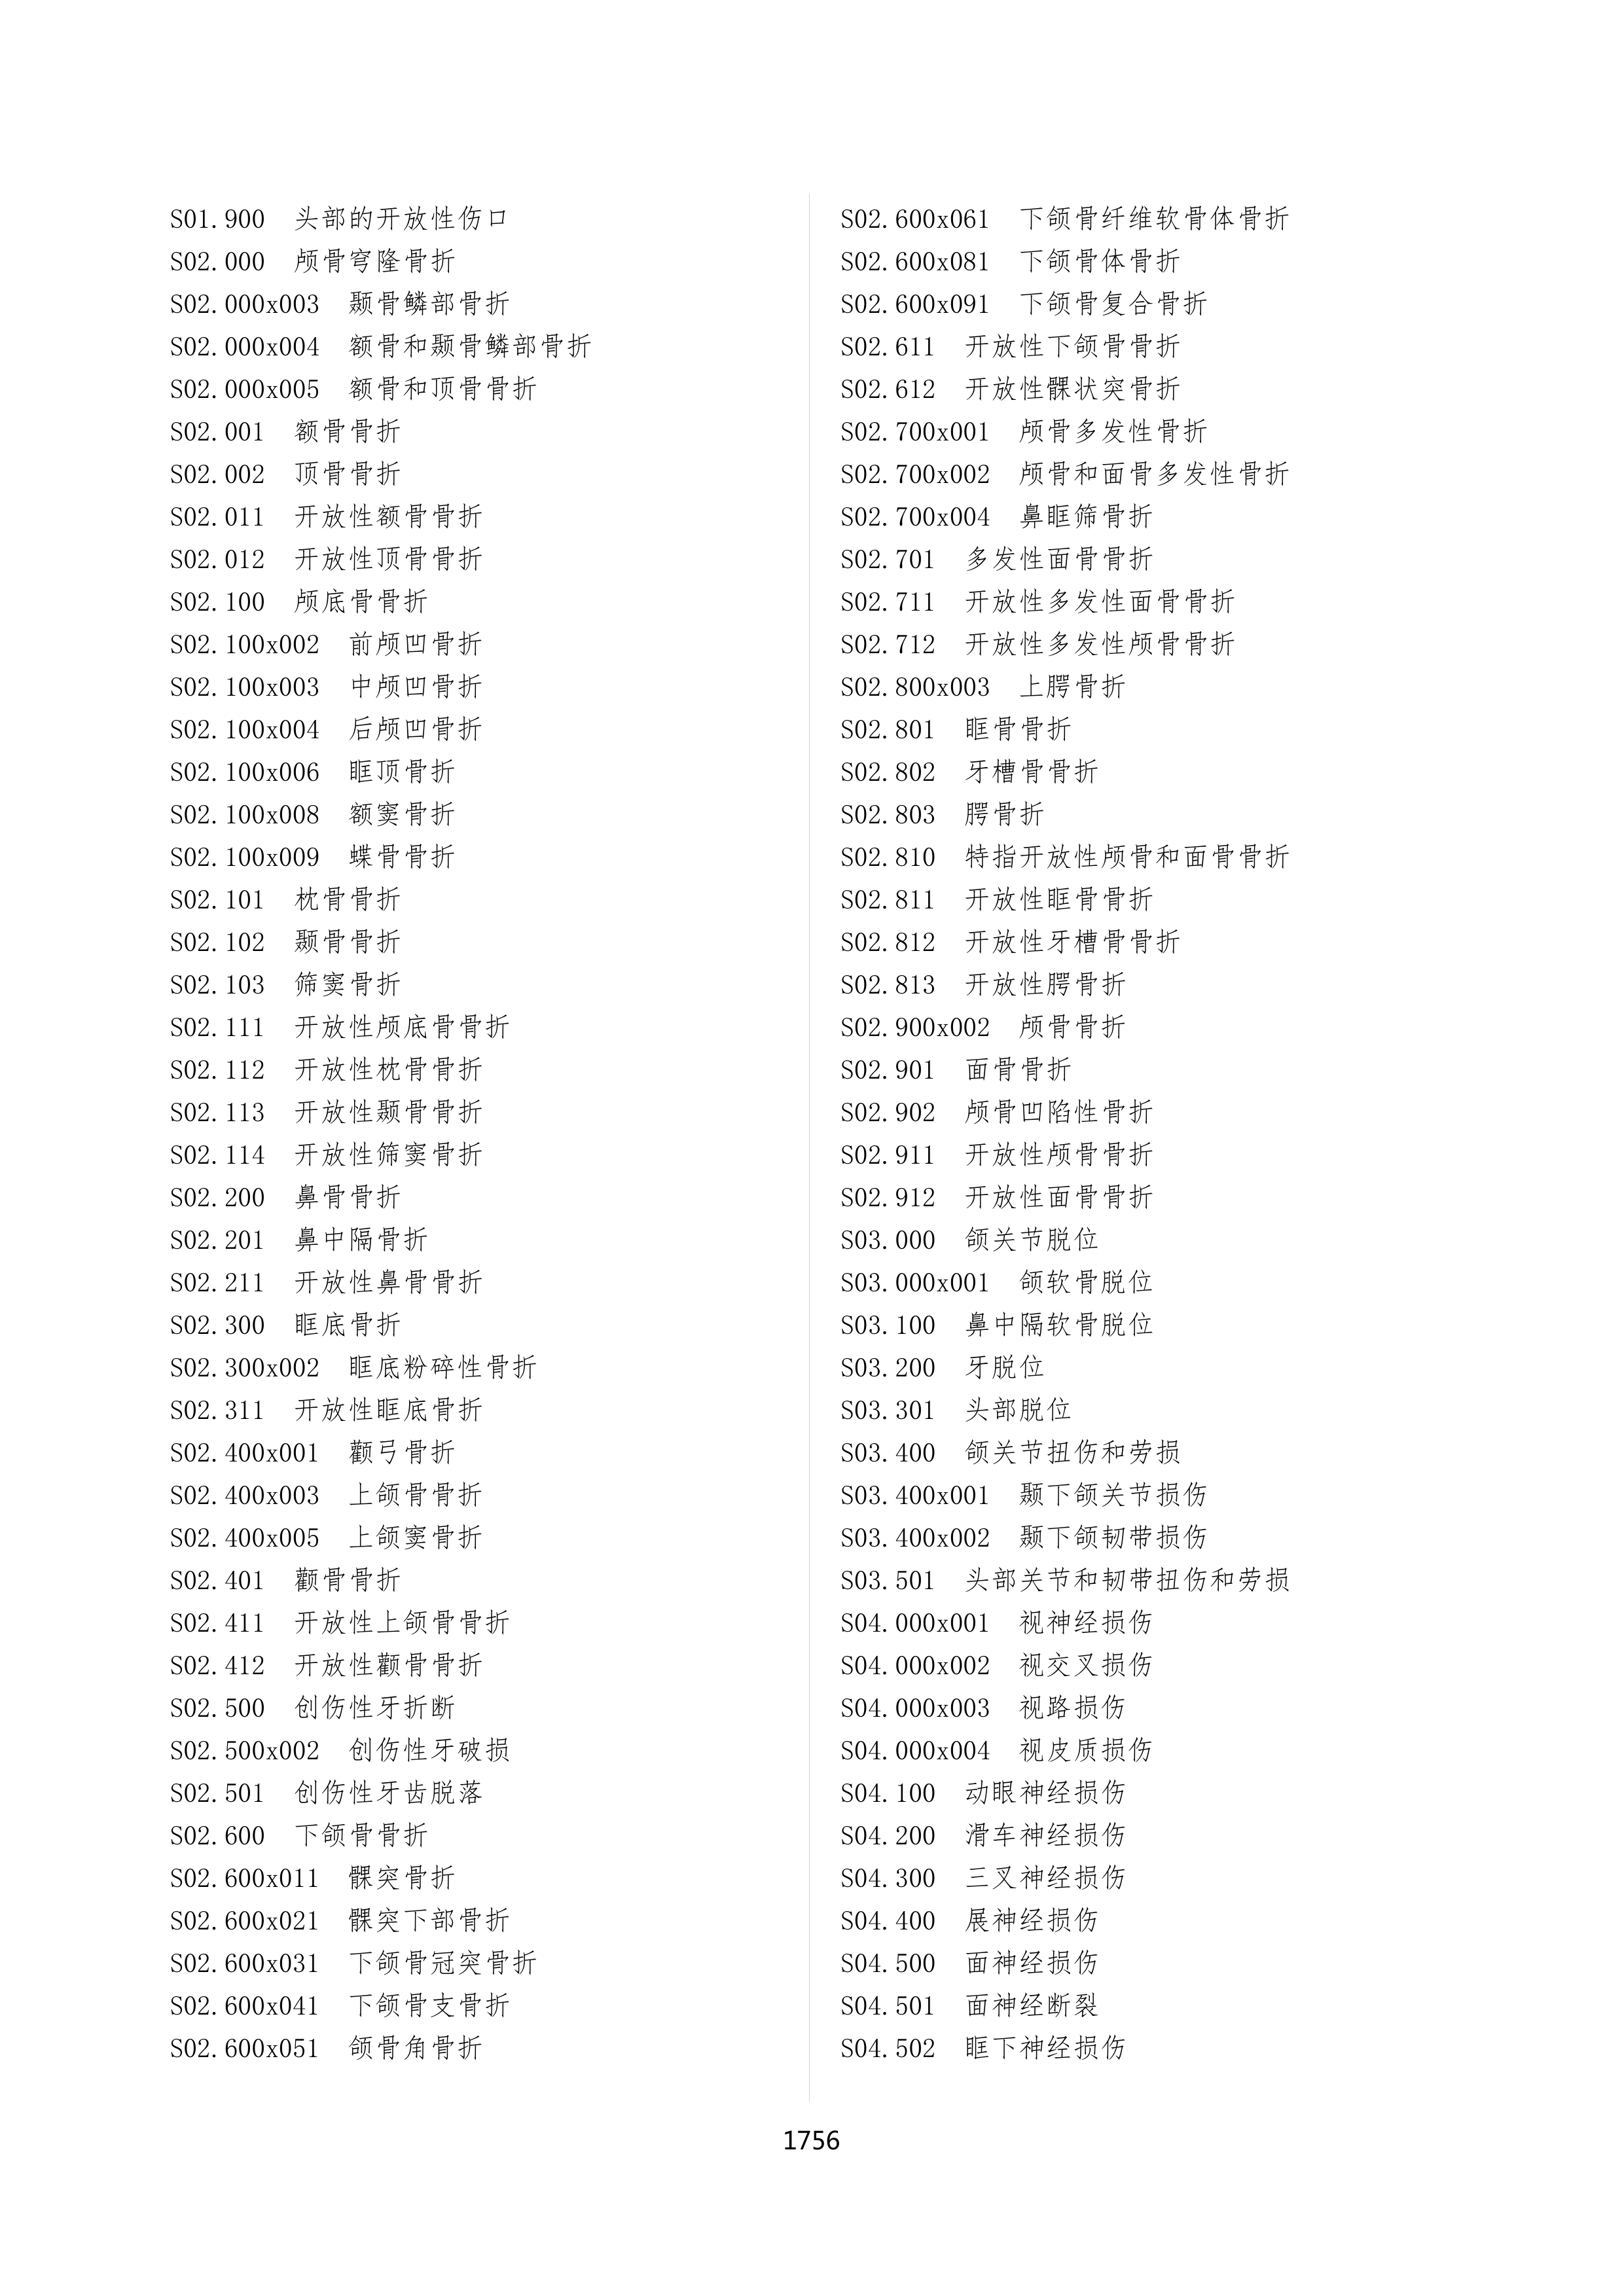 S01.900 头部的开放性伤口
S02.000 颅骨穹隆骨折
S02.000x003 颞骨鳞部骨折
S02.000x004 额骨和颞骨鳞部骨折
S02.000x005 额骨和顶骨骨折
S02.001 额骨骨折
S02.002 顶骨骨折
S02.011 开放性额骨骨折
S02.012 开放性顶骨骨折
S02.100 颅底骨骨折
S02.100x002 前颅凹骨折
S02.100x003 中颅凹骨折
S02.100x004 后颅凹骨折
S02.100x006 眶顶骨折
S02.100x008 额窦骨折
S02.100x009 蝶骨骨折
S02.101 枕骨骨折
S02.102 颞骨骨折
S02.103 筛窦骨折
S02.111 开放性颅底骨骨折
S02.112 开放性枕骨骨折
S02.113 开放性颞骨骨折
S02.114 开放性筛窦骨折
S02.200 鼻骨骨折
S02.201 鼻中隔骨折
S02.211 开放性鼻骨骨折
S02.300 眶底骨折
S02.300x002 眶底粉碎性骨折
S02.311 开放性眶底骨折
S02.400x001 颧弓骨折
S02.400x003 上颌骨骨折
S02.400x005 上颌窦骨折
S02.401 颧骨骨折
S02.411 开放性上颌骨骨折
S02.412 开放性颧骨骨折
S02.500 创伤性牙折断
S02.500x002 创伤性牙破损
S02.501 创伤性牙齿脱落
S02.600 下颌骨骨折
S02.600x011 髁突骨折
S02.600x021 髁突下部骨折
S02.600x031 下颌骨冠突骨折
S02.600x041 下颌骨支骨折
S02.600x051 颌骨角骨折
S02.600x061 下颌骨纤维软骨体骨折
S02.600x081 下颌骨体骨折
S02.600x091 下颌骨复合骨折
S02.611 开放性下颌骨骨折
S02.612 开放性髁状突骨折
S02.700x001 颅骨多发性骨折
S02.700x002 颅骨和面骨多发性骨折
S02.700x004 鼻眶筛骨折
S02.701 多发性面骨骨折
S02.711 开放性多发性面骨骨折
S02.712 开放性多发性颅骨骨折
S02.800x003 上腭骨折
S02.801 眶骨骨折
S02.802 牙槽骨骨折
S02.803 腭骨折
S02.810 特指开放性颅骨和面骨骨折
S02.811 开放性眶骨骨折
S02.812 开放性牙槽骨骨折
S02.813 开放性腭骨折
S02.900x002 颅骨骨折
S02.901 面骨骨折
S02.902 颅骨凹陷性骨折
S02.911 开放性颅骨骨折
S02.912 开放性面骨骨折
S03.000 颌关节脱位
S03.000x001 颌软骨脱位
S03.100 鼻中隔软骨脱位
S03.200 牙脱位
S03.301 头部脱位
S03.400 颌关节扭伤和劳损
S03.400x001 颞下颌关节损伤
S03.400x002 颞下颌韧带损伤
S03.501 头部关节和韧带扭伤和劳损
S04.000x001 视神经损伤
S04.000x002 视交叉损伤
S04.000x003 视路损伤
S04.000x004 视皮质损伤
S04.100 动眼神经损伤
S04.200 滑车神经损伤
S04.300 三叉神经损伤
S04.400 展神经损伤
S04.500 面神经损伤
S04.501 面神经断裂
S04.502 眶下神经损伤
1756